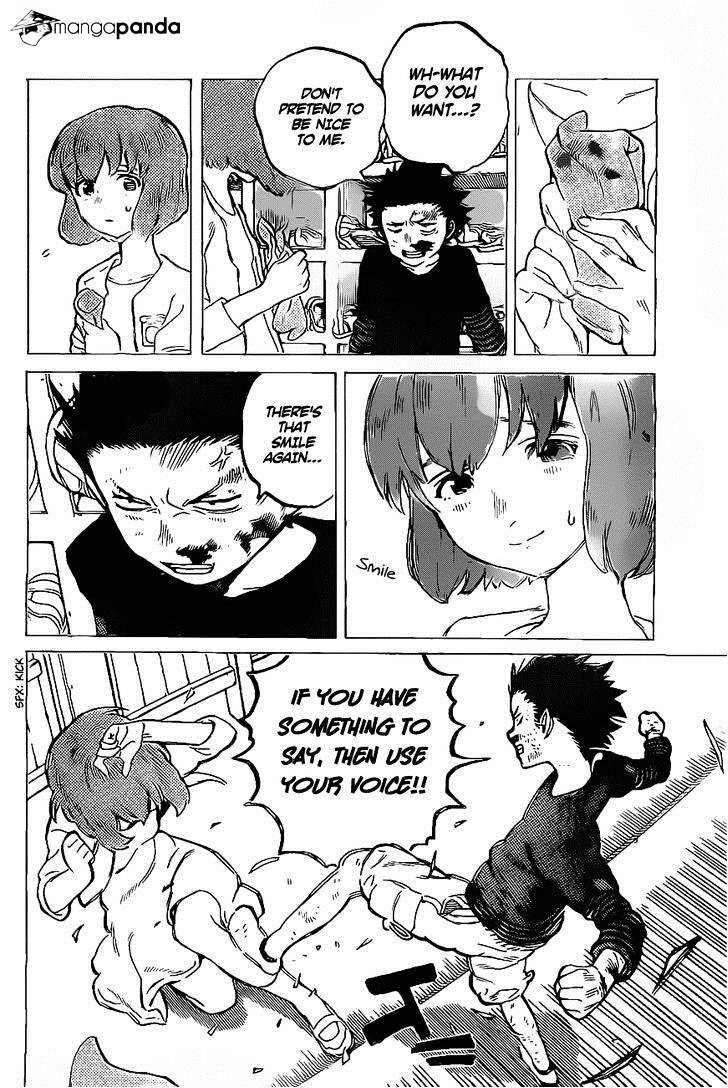 mangapanda
WH-WHAT
DO YOU
WANT...?
DON'T
PRETEND TO
BE NICE
TO ME.
Smile
THERE'S
THAT
SMILE
AGAIN...
SFX: KICK
IF YOU HAVE
SOMETHING TO
SAY, THEN USE
YOUR VOICE!!